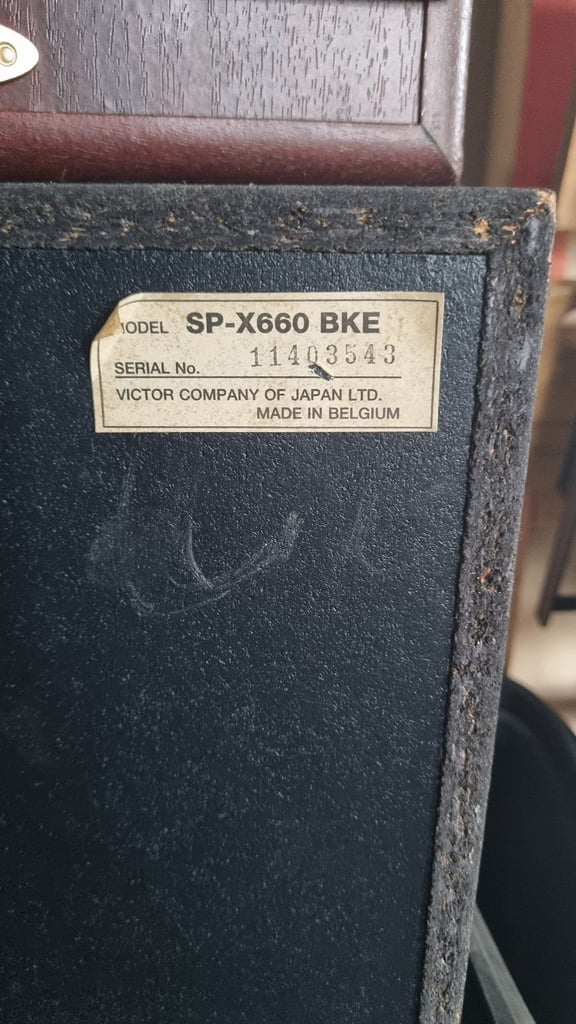 MODEL SP-X660 BKE
SERIAL No. 11403543
VICTOR COMPANY OF JAPAN LTD.
MADE IN BELGIUM